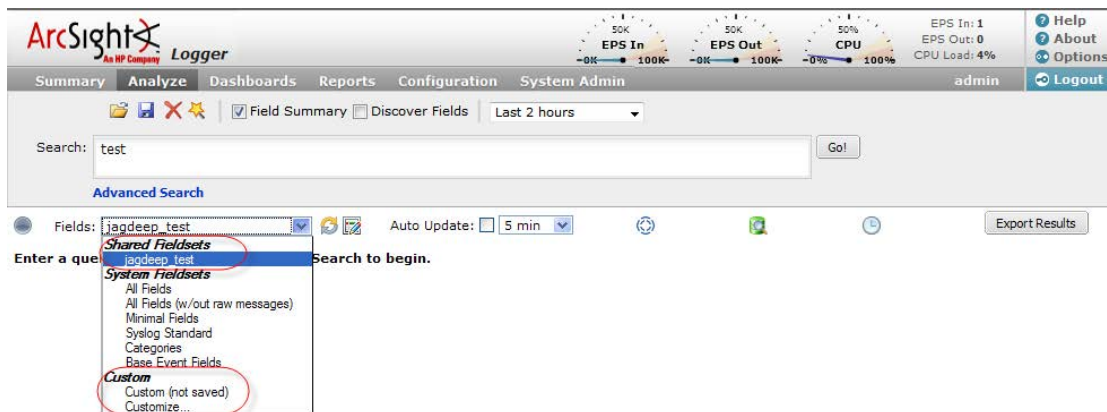 ArcSight
An HP Company
Logger
50K
EPS In
-0K 100K-
50K
EPS Out
-0K 100K-
50%
CPU
-0% 100%
EPS In: 1
EPS Out: 0
CPU Load: 4%
Help
About
Options
Summary Analyze Dashboards Reports Configuration System Admin admin Logout
Field Summary Discover Fields Last 2 hours
Search: test Go!
Advanced Search
Fields: jagdeep_test Auto Update: 5 min Export Results
Shared Fieldsets
jagdeep_test
Enter a que Search to begin.
System Fieldsets
All Fields
All Fields (w/out raw messages)
Minimal Fields
Syslog Standard
Categories
Base Event Fields
Custom
Custom (not saved)
Customize...